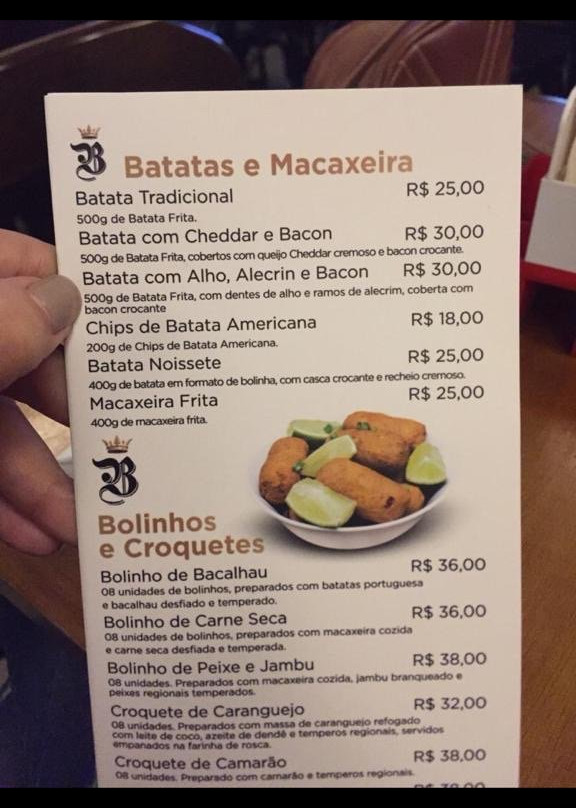 B
Batatas e Macaxeira
Batata Tradicional R$ 25,00
500g de Batata Frita.
Batata com Cheddar e Bacon R$ 30,00
500g de Batata Frita, cobertos com queijo Cheddar cremoso e bacon crocante.
Batata com Alho, Alecrin e Bacon R$ 30,00
500g de Batata Frita, com dentes de alho e ramos de alecrim, coberta com
bacon crocante
Chips de Batata Americana R$ 18,00
200g de Chips de Batata Americana.
Batata Noissete R$ 25,00
400g de batata em formato de bolinha, com casca crocante e recheio cremoso.
Macaxeira Frita R$ 25,00
400g de macaxeira frita.
B
Bolinhos
e Croquetes
Bolinho de Bacalhau R$ 36,00
08 unidades de bolinhos, preparados com batatas portuguesa
e bacalhau desfiado e temperado.
Bolinho de Carne Seca R$ 36,00
08 unidades de bolinhos, preparados com macaxeira cozida
e carne seca desfiada e temperada.
Bolinho de Peixe e Jambu R$ 38,00
08 unidades. Preparados com macaxeira cozida, jambu branqueado e
peixes regionais temperados.
Croquete de Caranguejo R$ 32,00
08 unidades. Preparados com massa de caranguejo refogado
com leite de coco, azeite de dendê e temperos regionais, servidos
empanados na farinha de rosca.
Croquete de Camarão R$ 38,00
08 unidades. Preparado com camarão e temperos regionais.